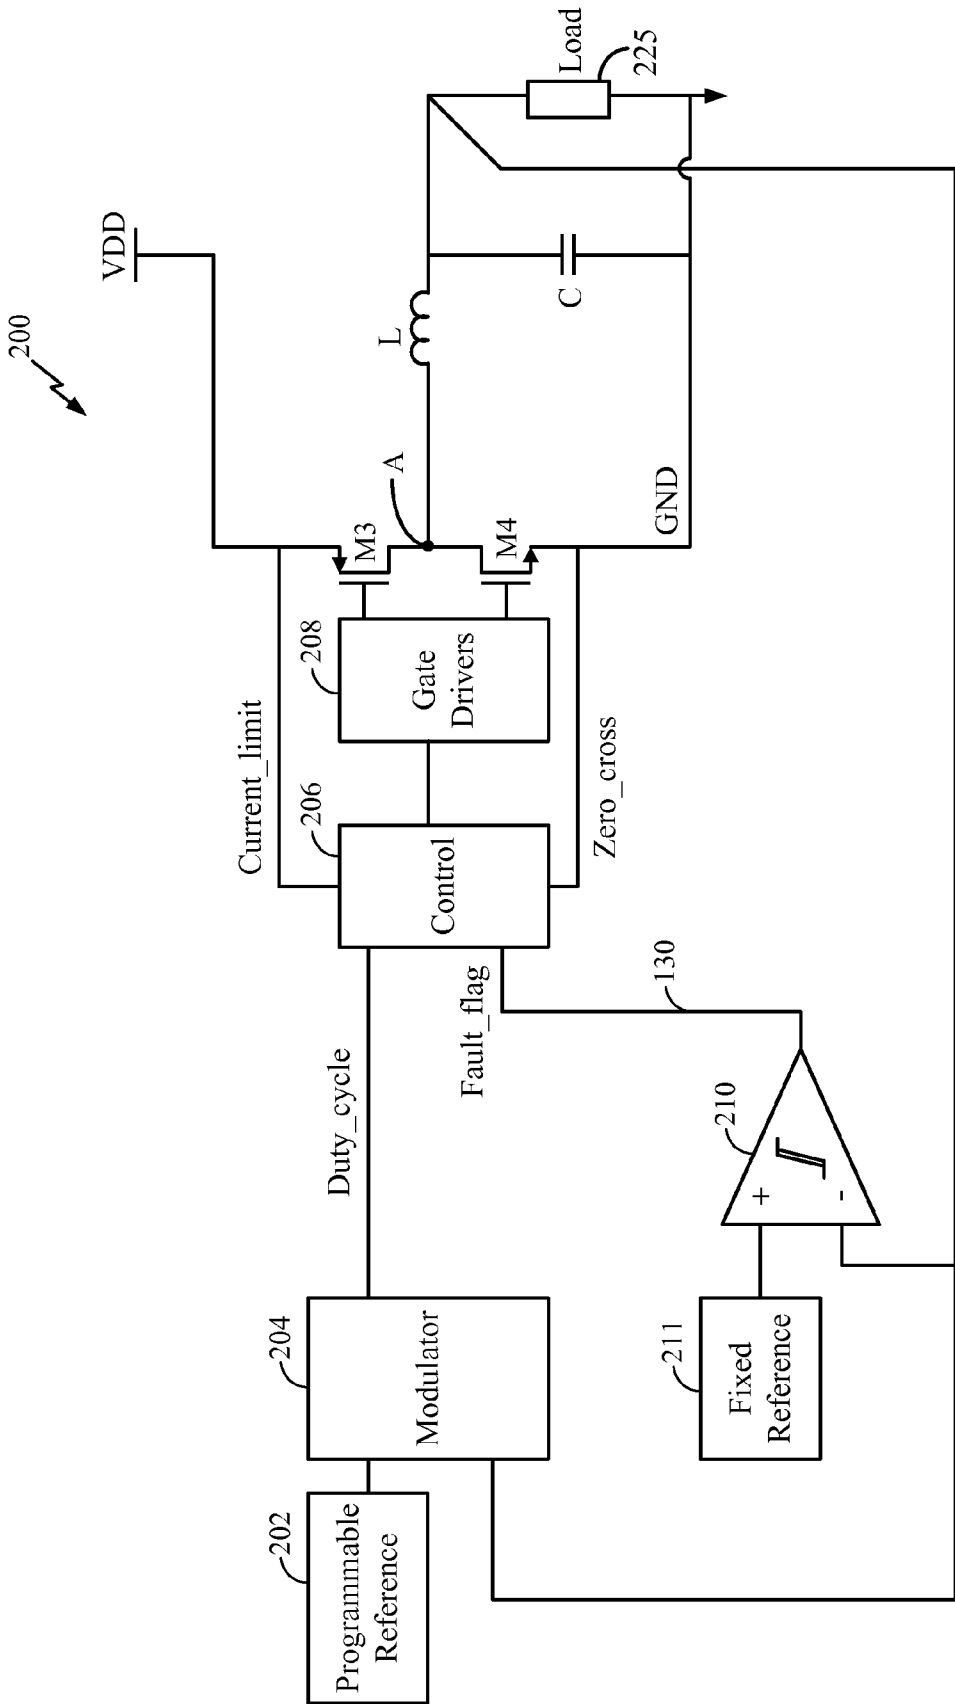 200
VDD
Current_limit
206
208
A
M3
L
Load
225
202
Programmable
Reference
204
Modulator
Duty_cycle
Control
Gate
Drivers
M4
C
Fault_flag
Zero_cross
GND
130
211
Fixed
Reference
210
+
-